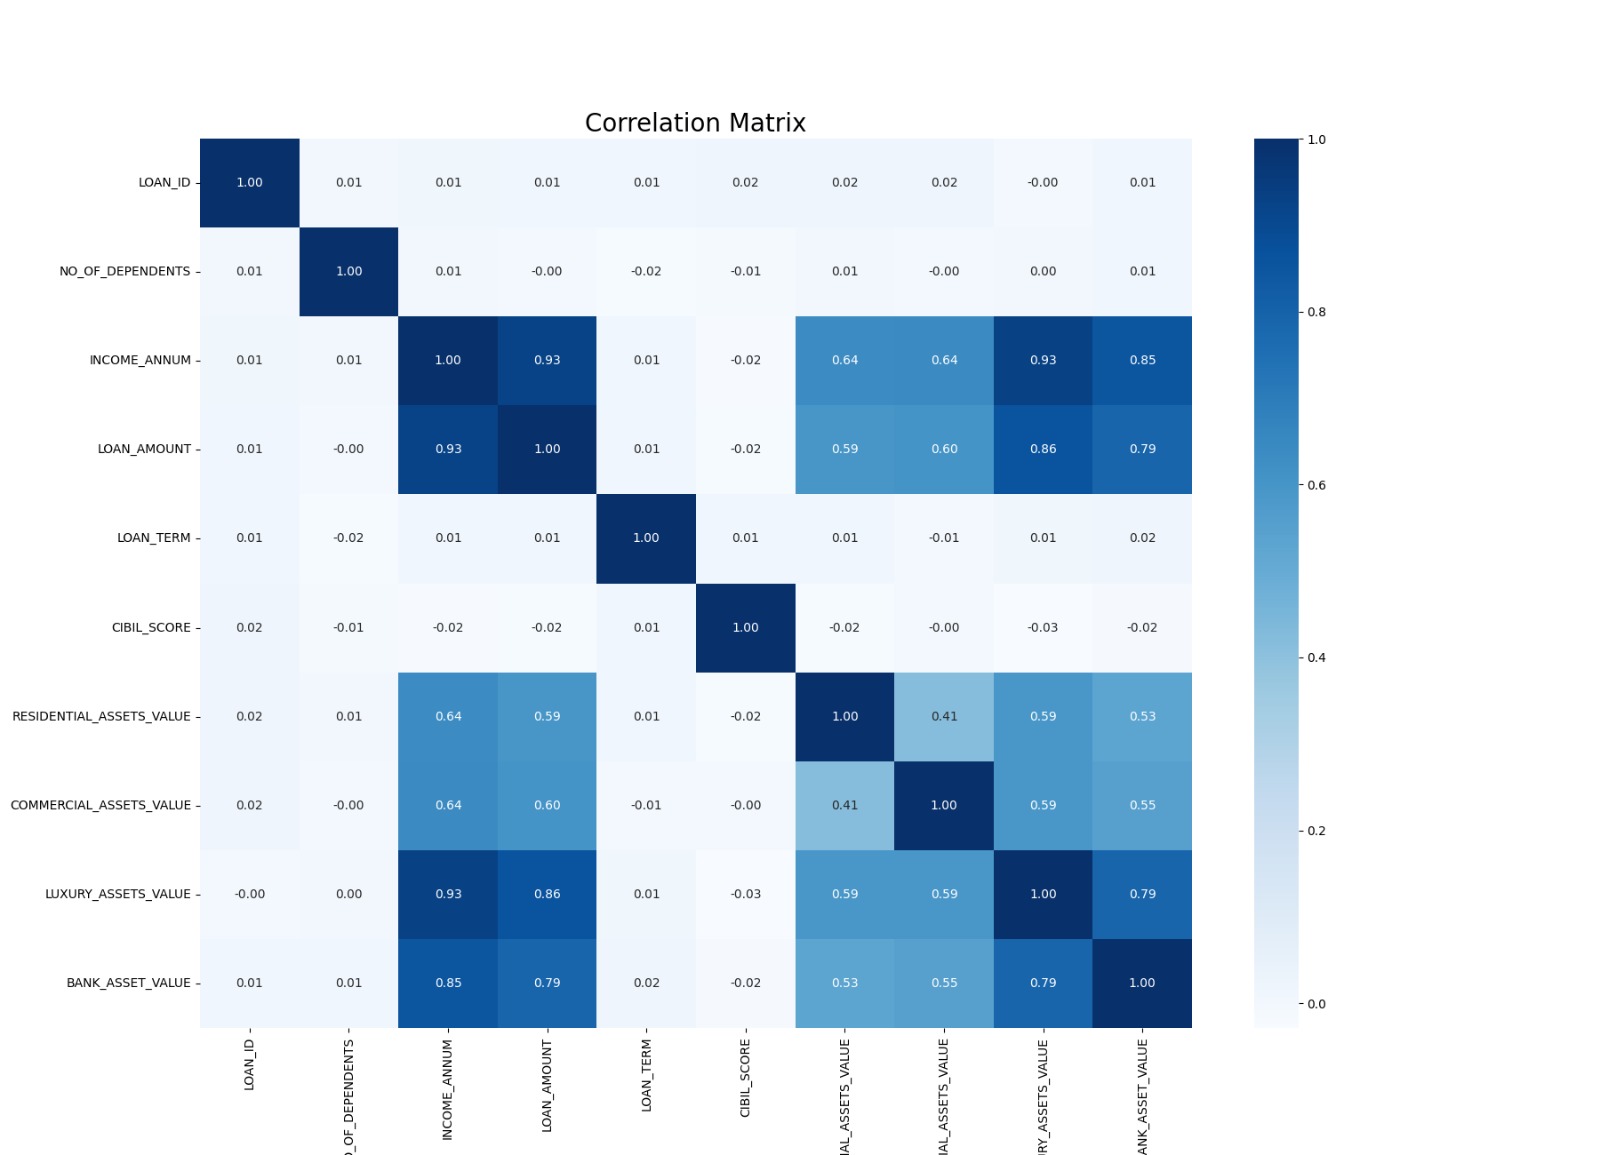 Correlation Matrix
LOAN_ID 1.00 0.01 0.01 0.01 0.01 0.02 0.02 0.02 -0.00 0.01
NO_OF_DEPENDENTS 0.01 1.00 0.01 -0.00 -0.02 -0.01 0.01 -0.00 0.00 0.01
INCOME_ANNUM 0.01 0.01 1.00 0.93 0.01 -0.02 0.64 0.64 0.93 0.85
LOAN_AMOUNT 0.01 -0.00 0.93 1.00 0.01 -0.02 0.59 0.60 0.86 0.79
LOAN_TERM 0.01 -0.02 0.01 0.01 1.00 0.01 0.01 -0.01 0.01 0.02
CIBIL_SCORE 0.02 -0.01 -0.02 -0.02 0.01 1.00 -0.02 -0.00 -0.03 -0.02
RESIDENTIAL_ASSETS_VALUE 0.02 0.01 0.64 0.59 0.01 -0.02 1.00 0.41 0.59 0.53
COMMERCIAL_ASSETS_VALUE 0.02 -0.00 0.64 0.60 -0.01 -0.00 0.41 1.00 0.59 0.55
LUXURY_ASSETS_VALUE -0.00 0.00 0.93 0.86 0.01 -0.03 0.59 0.59 1.00 0.79
BANK_ASSET_VALUE 0.01 0.01 0.85 0.79 0.02 -0.02 0.53 0.55 0.79 1.00
LOAN_ID
O_OF_DEPENDENTS
INCOME_ANNUM
LOAN_AMOUNT
LOAN_TERM
CIBIL_SCORE
IAL_ASSETS_VALUE
IAL_ASSETS_VALUE
RY_ASSETS_VALUE
ANK_ASSET_VALUE
1.0
0.8
0.6
0.4
0.2
0.0